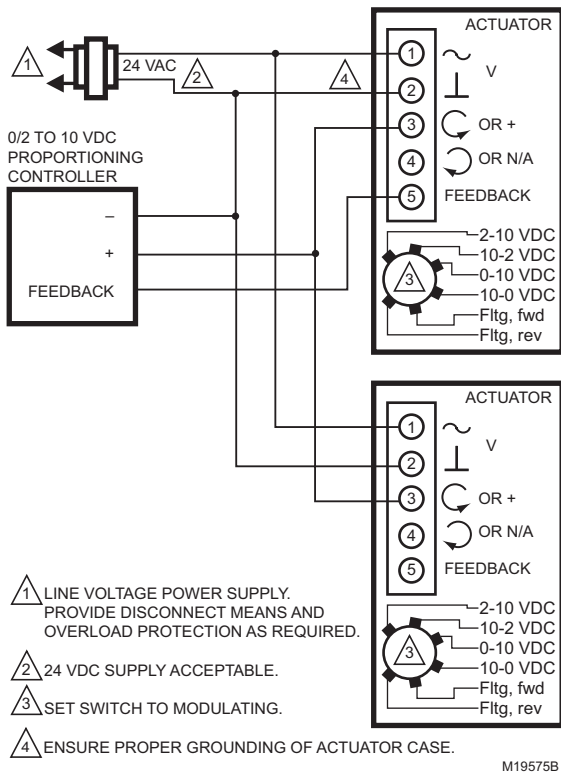 ACTUATOR
1
24 VAC
2
4
1
V
2
3
OR +
4
OR N/A
5
FEEDBACK
0/2 TO 10 VDC
PROPORTIONING
CONTROLLER
–
+
FEEDBACK
2-10 VDC
10-2 VDC
3
0-10 VDC
10-0 VDC
Fltg, fwd
Fltg, rev
ACTUATOR
1
V
2
3
OR +
4
OR N/A
5
FEEDBACK
2-10 VDC
10-2 VDC
3
0-10 VDC
10-0 VDC
Fltg, fwd
Fltg, rev
1 LINE VOLTAGE POWER SUPPLY.
PROVIDE DISCONNECT MEANS AND
OVERLOAD PROTECTION AS REQUIRED.
2 24 VDC SUPPLY ACCEPTABLE.
3 SET SWITCH TO MODULATING.
4 ENSURE PROPER GROUNDING OF ACTUATOR CASE.
M19575B